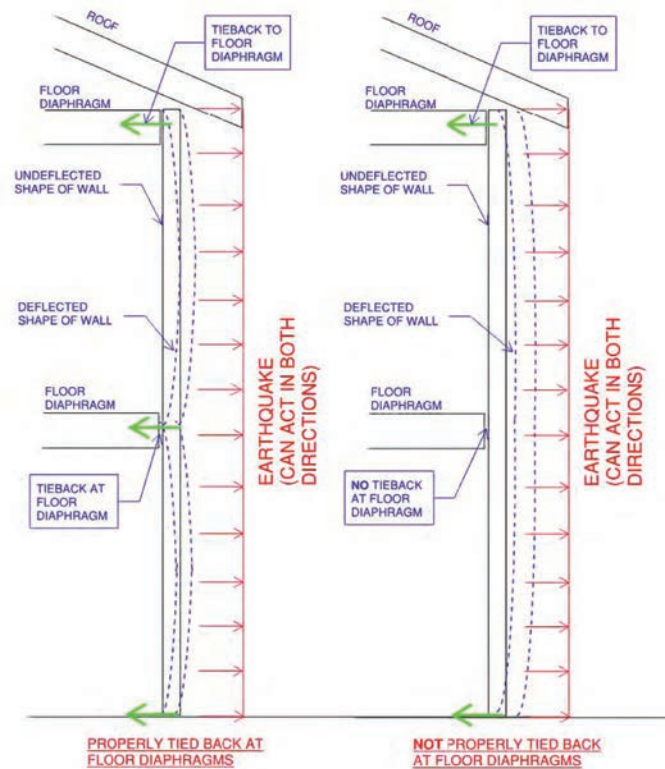 ROOF
TIEBACK TO
FLOOR
DIAPHRAGM
FLOOR
DIAPHRAGM
UNDEFLECTED
SHAPE OF WALL
DEFLECTED
SHAPE OF WALL
FLOOR
DIAPHRAGM
TIEBACK AT
FLOOR
DIAPHRAGM
EARTHQUAKE
(CAN ACT IN BOTH
DIRECTIONS)
PROPERLY TIED BACK AT
FLOOR DIAPHRAGMS
ROOF
TIEBACK TO
FLOOR
DIAPHRAGM
FLOOR
DIAPHRAGM
UNDEFLECTED
SHAPE OF WALL
DEFLECTED
SHAPE OF WALL
FLOOR
DIAPHRAGM
NO TIEBACK
AT FLOOR
DIAPHRAGM
EARTHQUAKE
(CAN ACT IN BOTH
DIRECTIONS)
NOT PROPERLY TIED BACK
AT FLOOR DIAPHRAGMS